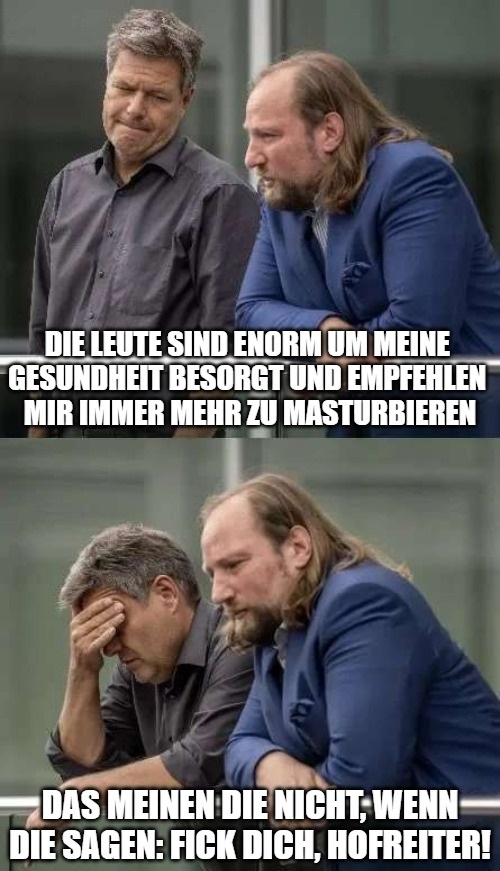 DIE LEUTE SIND ENORM UM MEINE
GESUNDHEIT BESORGT UND EMPFEHLEN
MIR IMMER MEHR ZU MASTURBIEREN
DAS MEINEN DIE NICHT, WENN
DIE SAGEN: FICK DICH, HOFREITER!